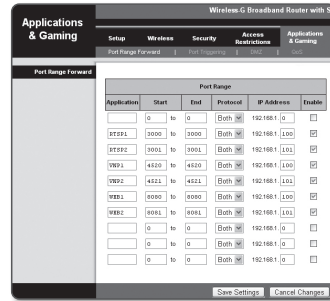 Wireless-G Broadband Router with S
Applications & Gaming
Setup Wireless Security Access Restrictions Applications & Gaming
Port Range Forward | Port Triggering | DMZ | QoS
Port Range Forward
Port Range
Application Start End Protocol IP Address Enable
0 to 0 Both 192.168.1. 0
RTSP1 3000 to 3000 Both 192.168.1. 100
RTSP2 3001 to 3001 Both 192.168.1. 101
VNP1 4520 to 4520 Both 192.168.1. 100
VNP2 4521 to 4521 Both 192.168.1. 101
WEB1 8080 to 8080 Both 192.168.1. 100
WEB2 8081 to 8081 Both 192.168.1. 101
0 to 0 Both 192.168.1. 0
0 to 0 Both 192.168.1. 0
0 to 0 Both 192.168.1. 0
Save Settings Cancel Changes